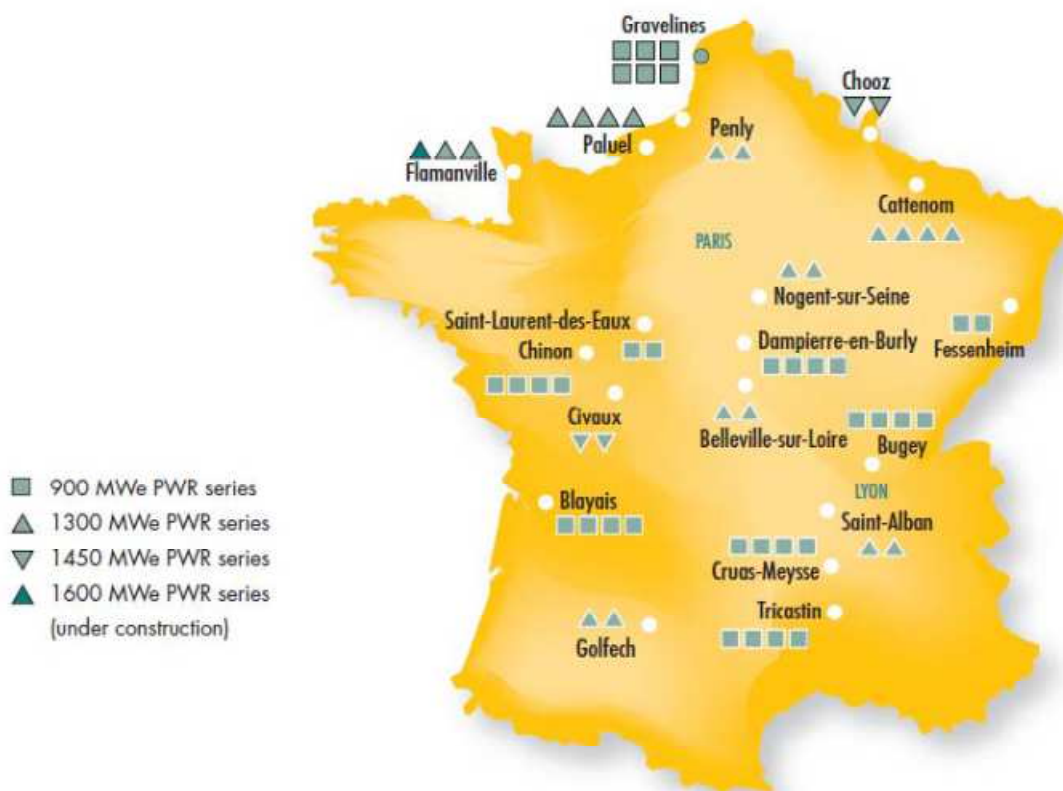 Gravelines
Chooz
Penly
Paluel
Flamanville
Cattenom
PARIS
Nogent-sur-Seine
Saint-Laurent-des-Eaux
Dampierre-en-Burly
Fessenheim
Chinon
Civaux
Belleville-sur-Loire
Bugey
900 MWe PWR series
LYON
Blayais
1300 MWe PWR series
Saint-Alban
1450 MWe PWR series
Cruas-Meysse
1600 MWe PWR series
Tricastin
(under construction)
Golfech